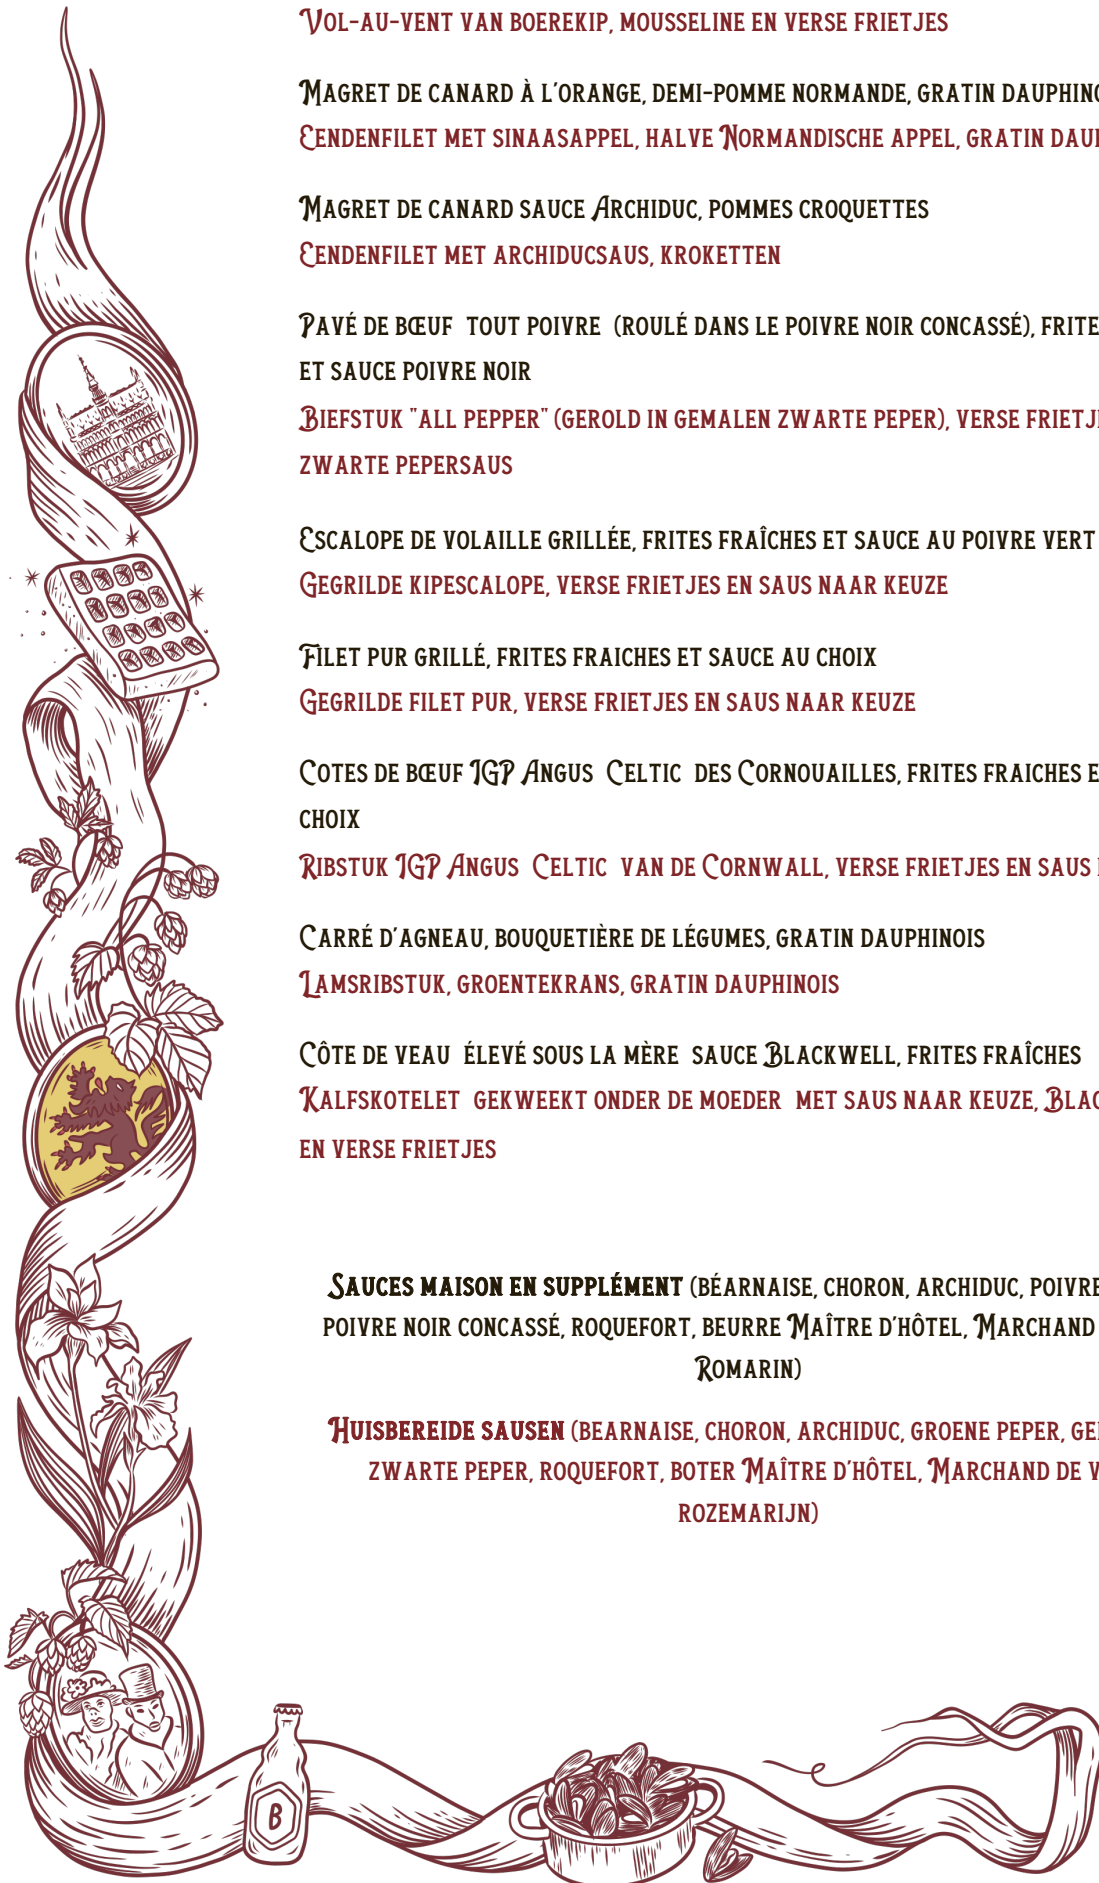 Vol-au-vent van boerekip, mousseline en verse frietjes
Magret de canard à l'orange, demi-pomme normande, gratin
Eendenfilet met sinaasappel, halve Normandische appel, gratin
Magret de canard sauce Archiduc, pommes croquettes
Eendenfilet met archiducsaus, kroketten
Pavé de bœuf tout poivre (roulé dans le poivre noir concassé),
et sauce poivre noir
Biefstuk "all pepper" (gerold in gemalen zwarte peper), verse
zwarte pepersaus
Escalope de volaille grillée, frites fraîches et sauce au poivre vert
Gegrilde kipescalope, verse frietjes en saus naar keuze
Filet pur grillé, frites fraiches et sauce au choix
Gegrilde filet pur, verse frietjes en saus naar keuze
Cotes de bœuf IGP Angus Celtic des Cornouailles, frites fraiches
choix
Ribstuk IGP Angus Celtic van de Cornwall, verse frietjes en saus
Carré d'agneau, bouquetière de légumes, gratin dauphinois
Lamsribstuk, groentekrans, gratin dauphinois
Côte de veau élevé sous la mère sauce Blackwell, frites fraîches
Kalfskotelet gekweekt onder de moeder met saus naar keuze,
en verse frietjes
Sauces maison en supplément (béarnaise, choron, archiduc, poivre
poivre noir concassé, roquefort, beurre Maître d'hôtel, Marchand
Romarin)
Huisbereide sausen (bearnaise, choron, archiduc, groene peper,
zwarte peper, roquefort, boter Maître d'hôtel, Marchand de
rozemarijn)
B